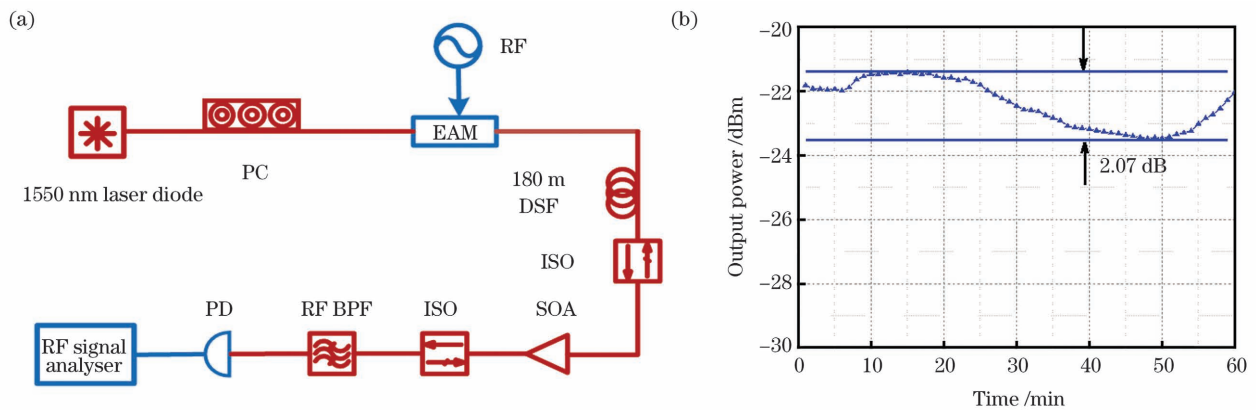 (a)
RF
EAM
PC
1550 nm laser diode
180 m
DSF
ISO
PD
RF BPF
ISO
SOA
RF signal
analyser
(b)
Output power /dBm
−20
−22
−24
−26
−28
−30
2.07 dB
0
10
20
30
40
50
60
Time /min